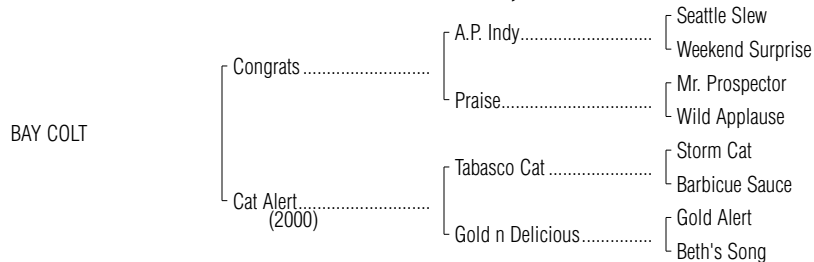 Seattle Slew
A.P. Indy..............................
Weekend Surprise
Congrats ..........................
Mr. Prospector
Praise..................................
Wild Applause
BAY COLT
Storm Cat
Tabasco Cat ........................
Barbicue Sauce
Cat Alert...........................
(2000)
Gold Alert
Gold n Delicious................
Beth's Song